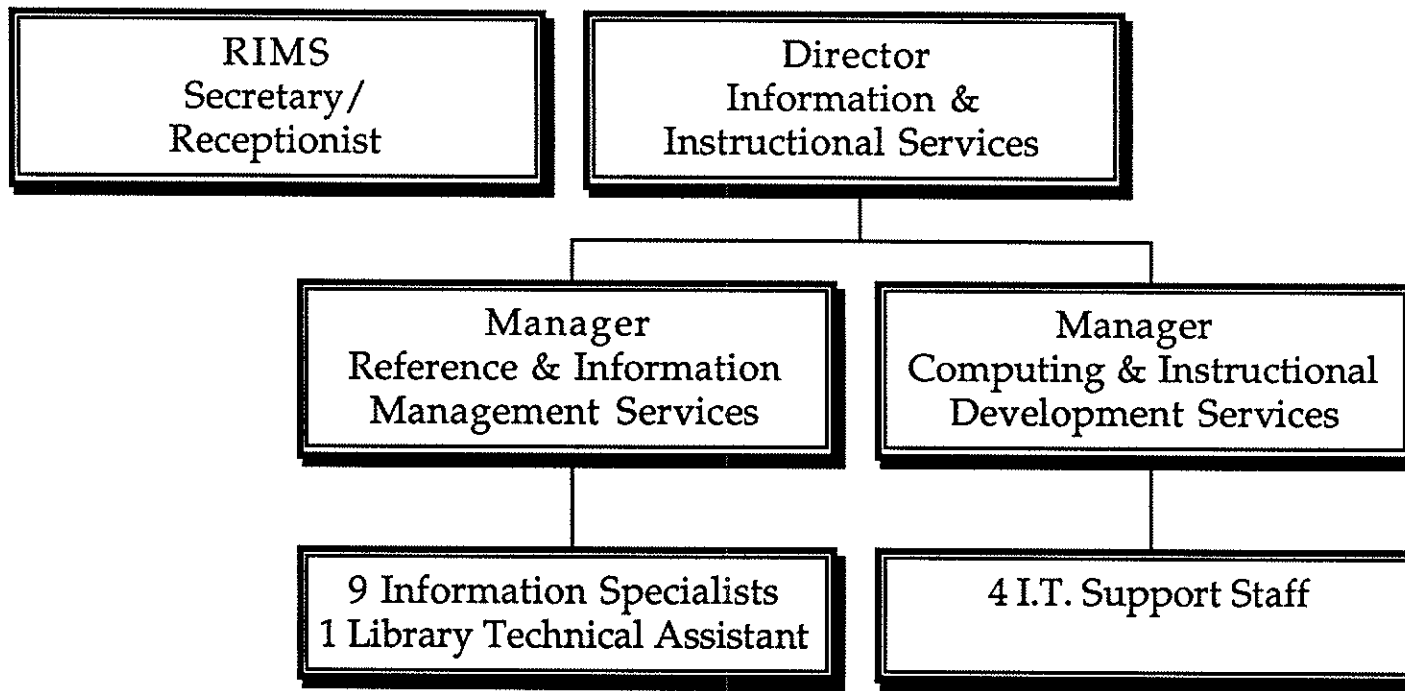 RIMS
Secretary/
Receptionist
Director
Information &
Instructional Services
Manager
Reference & Information
Management Services
Manager
Computing & Instructional
Development Services
9 Information Specialists
1 Library Technical Assistant
4 I.T. Support Staff